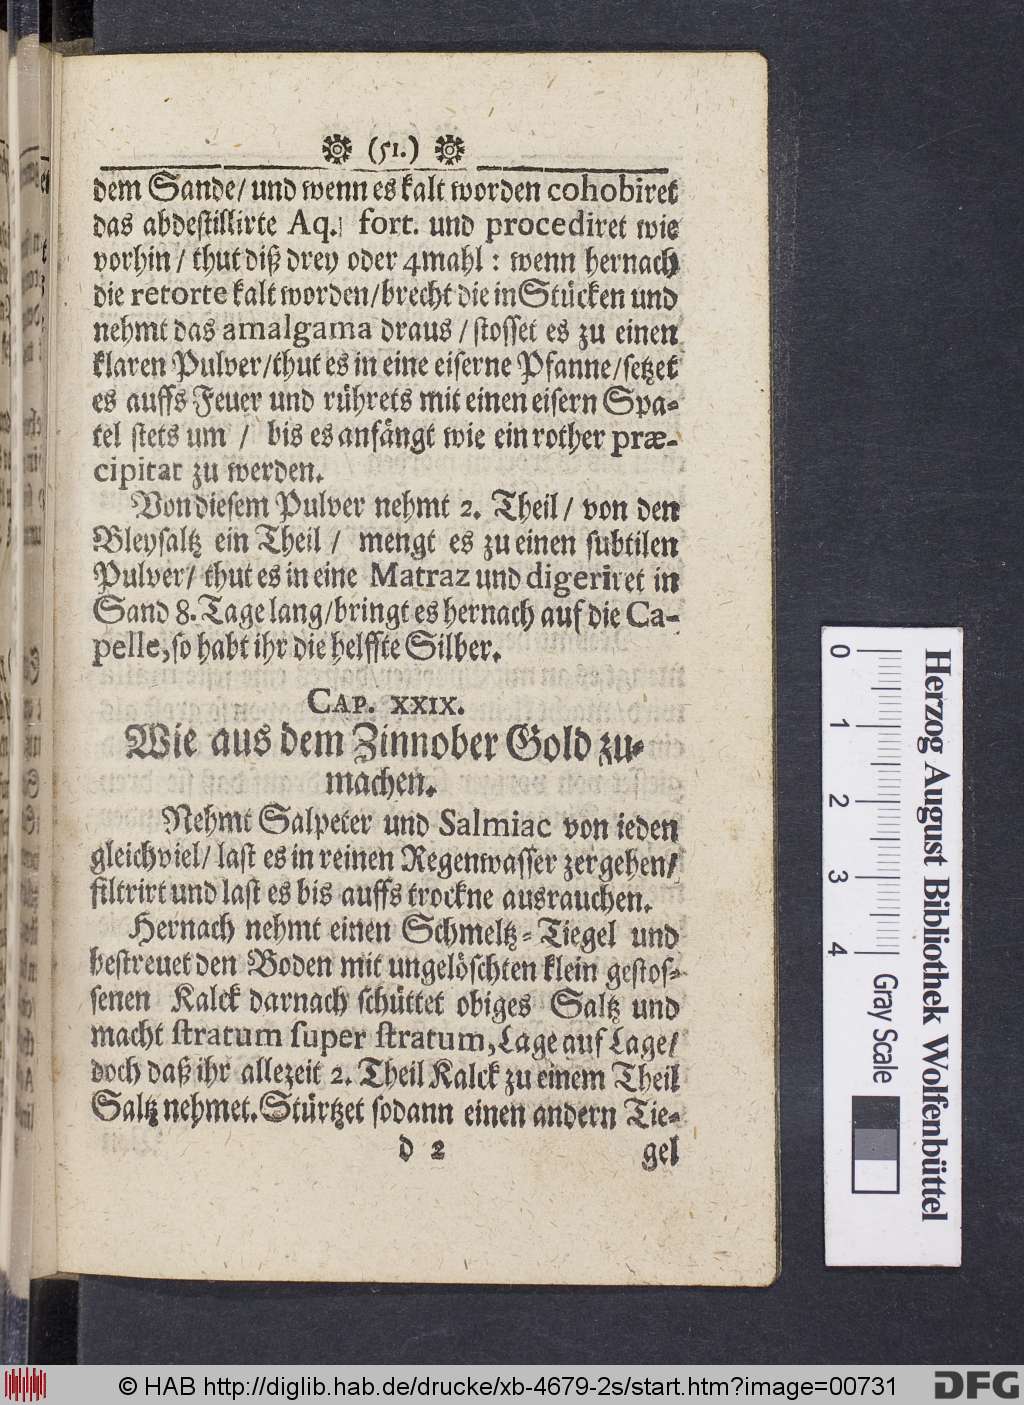 (51.)
dem Sande/ und wenn es kalt worden cohobiret
das abdestillirte Aq. fort. und procediret wie
vorhin / thut diß drey oder 4mahl : wenn hernach
die retorte kalt worden/brecht die in Stücken und
nehmt das amalgama draus / stosset es zu einen
klaren Pulver/thut es in eine eiserne Pfanne/setzet
es auffs Feuer und rührets mit einen eisern Spa-
tel stets um / bis es anfängt wie ein rother præ-
cipitat zu werden.
Von diesem Pulver nehmt 2. Theil / von den
Bleysaltz ein Theil / mengt es zu einen subtilen
Pulver/ thut es in eine Matraz und digeriret in
Sand 8. Tage lang/bringt es hernach auf die Ca-
pelle, so habt ihr die helffte Silber.
CAP. XXIX.
Wie aus dem Zinnober Gold zu-
machen.
Nehmt Salpeter und Salmiac von ieden
gleichviel/ last es in reinen Regenwasser zergehen/
filtrirt und last es bis auffs trockne ausrauchen.
Hernach nehmt einen Schmeltz-Tiegel und
bestreuet den Boden mit ungelöschten klein gestos-
senen Kalck darnach schüttet obiges Saltz und
macht stratum super stratum, Lage auf Lage/
doch daß ihr allezeit 2. Theil Kalck zu einem Theil
Saltz nehmet. Stürtzet sodann einen andern Tie-
d 2 gel
0 1 2 3 4
Gray Scale
Herzog August Bibliothek Wolfenbüttel
© HAB http://diglib.hab.de/drucke/xb-4679-2s/start.htm?image=00731
DFG